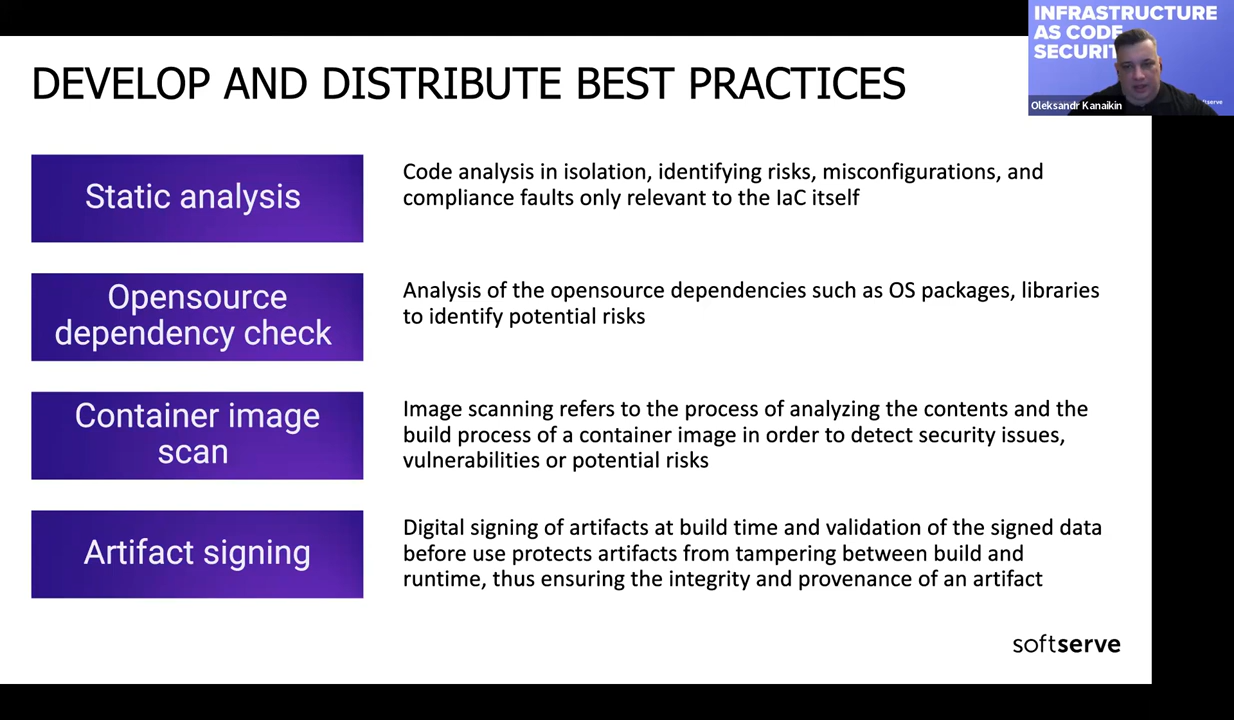 INFRASTRUCTURE
AS CODE
Oleksandr Kanaikin
DEVELOP AND DISTRIBUTE BEST PRACTICES
Static analysis
Code analysis in isolation, identifying risks, misconfigurations, and
compliance faults only relevant to the IaC itself
Opensource
dependency check
Analysis of the opensource dependencies such as OS packages, libraries
to identify potential risks
Container image
scan
Image scanning refers to the process of analyzing the contents and the
build process of a container image in order to detect security issues,
vulnerabilities or potential risks
Artifact signing
Digital signing of artifacts at build time and validation of the signed data
before use protects artifacts from tampering between build and
runtime, thus ensuring the integrity and provenance of an artifact
softserve